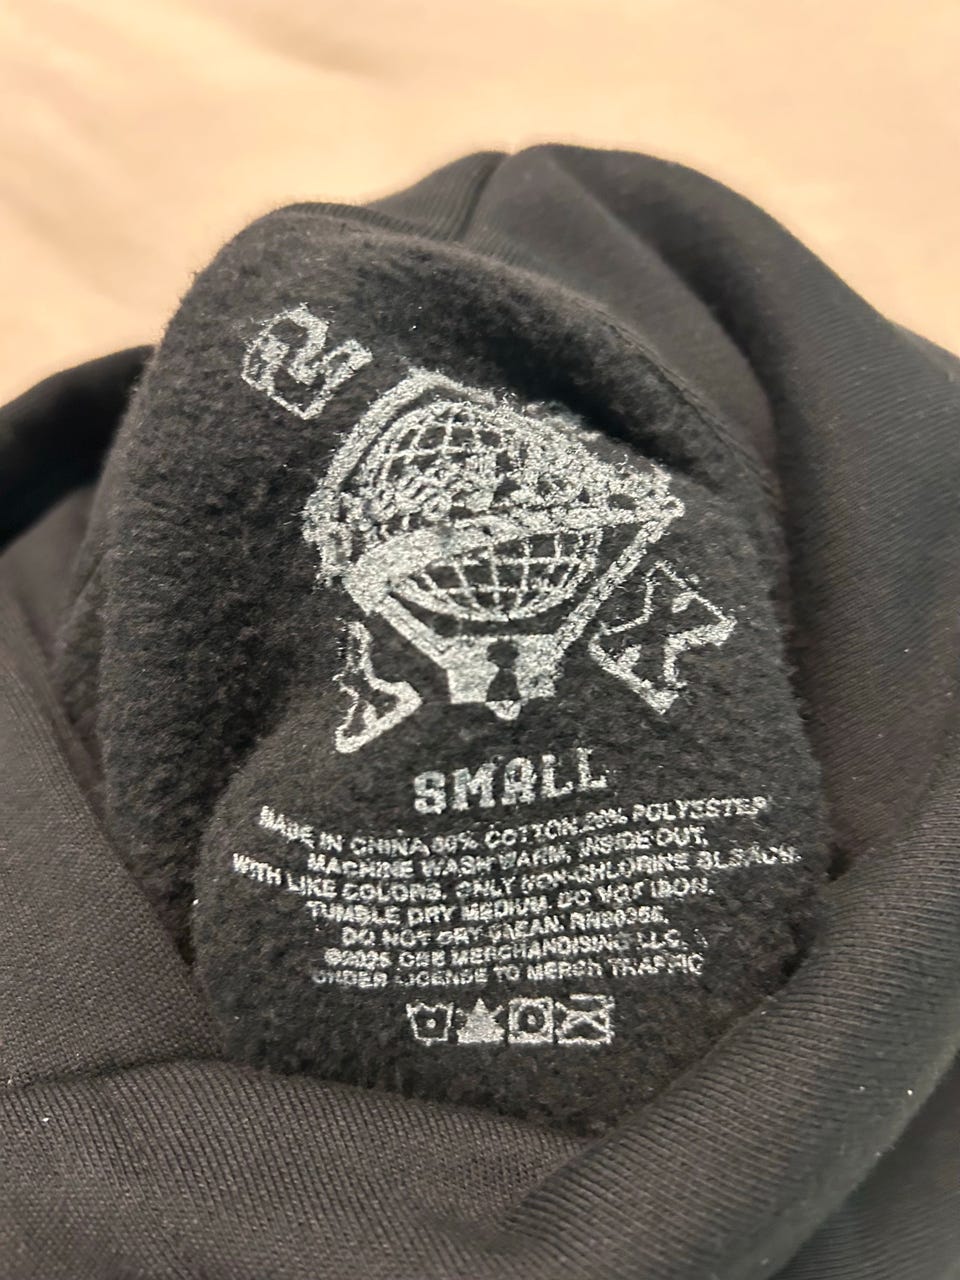 SMALL
MADE IN CHINA 80% COTTON 20% POLYESTER
MACHINE WASH WARM, INSIDE OUT,
WITH LIKE COLORS. ONLY NON-CHLORINE BLEACH.
TUMBLE DRY MEDIUM. DO NOT IRON.
DO NOT DRY CLEAN.
©2025 MERCHANDISING LLC.
UNDER LICENSE TO MERCH TRAFFIC